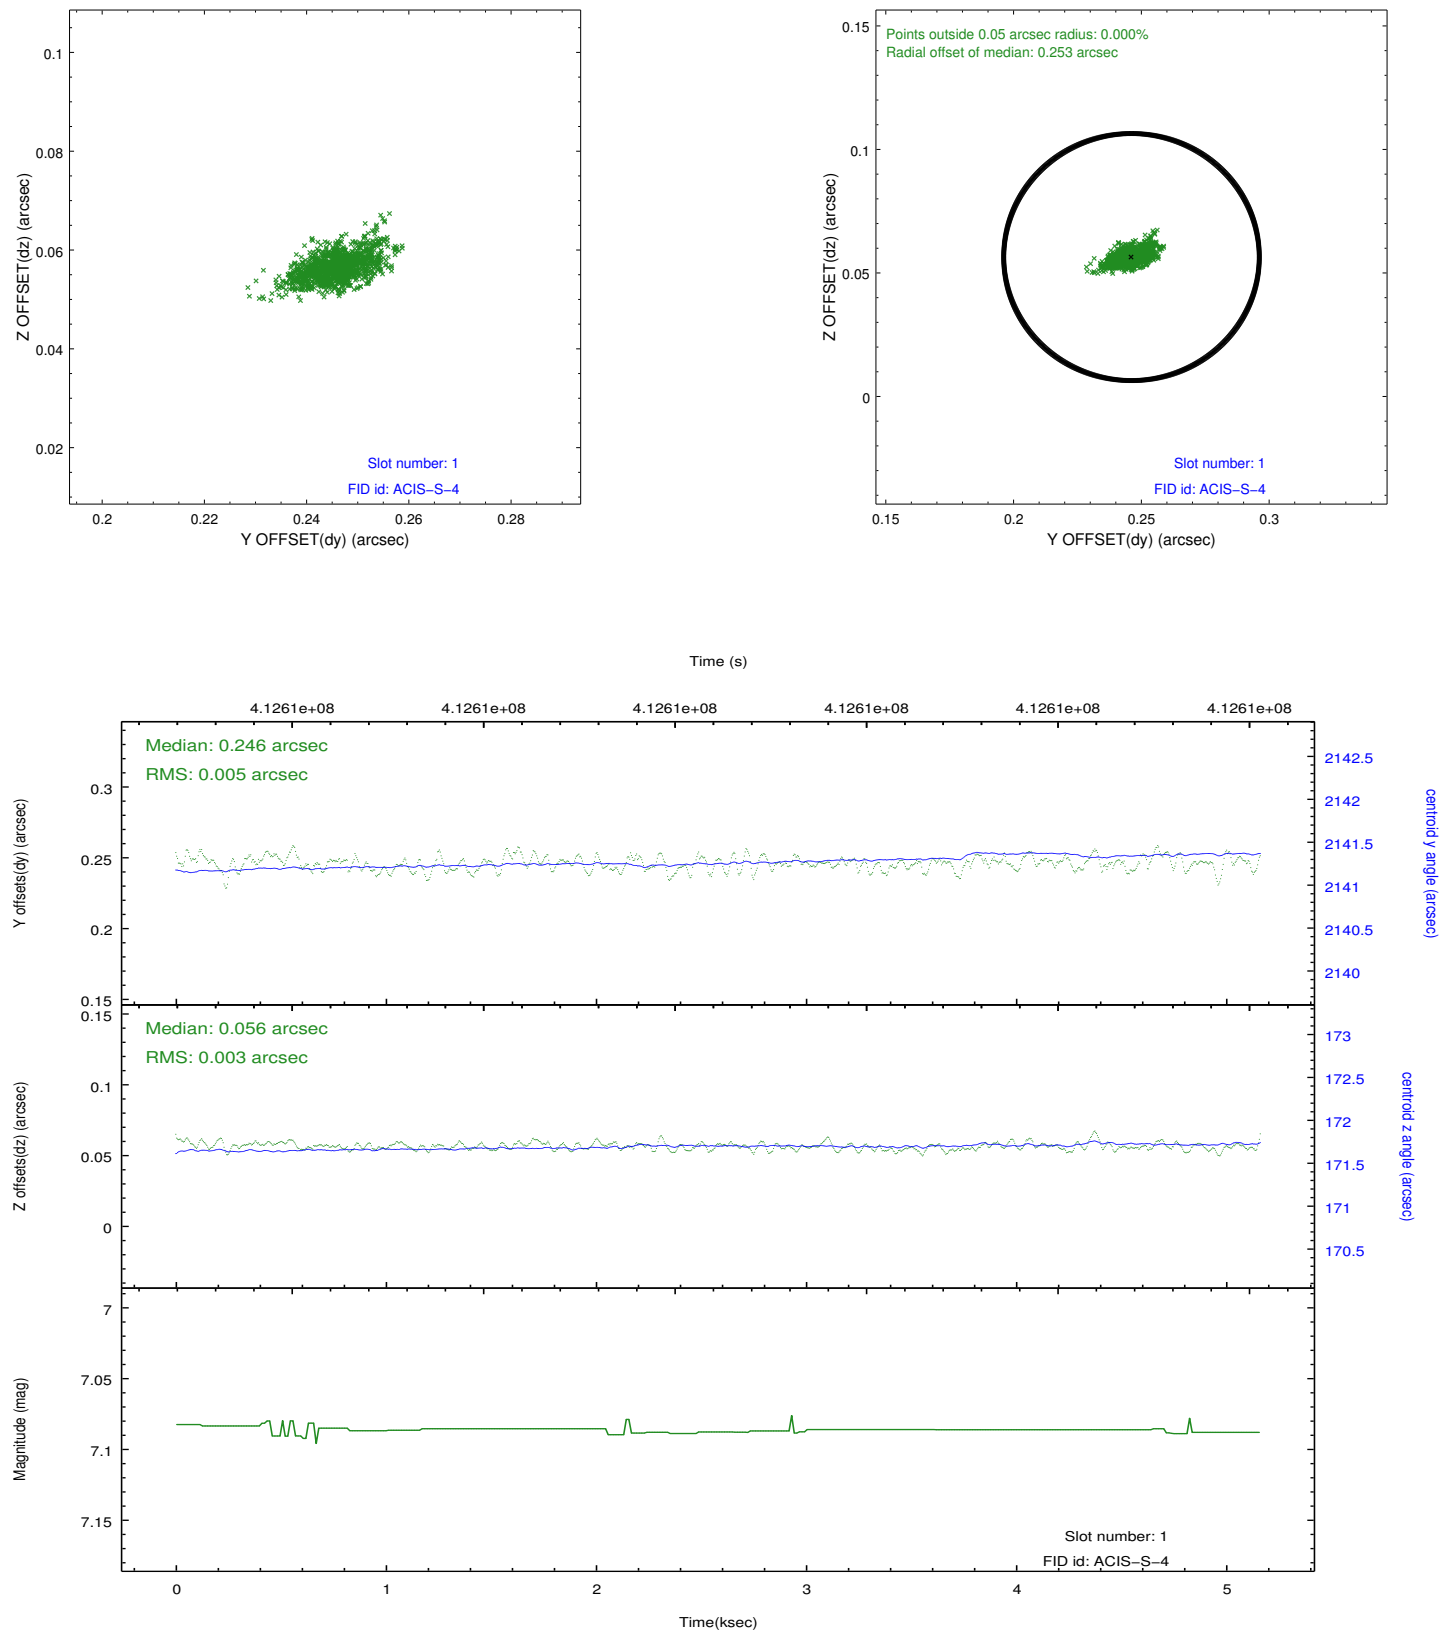 0.1
0.08
0.06
0.04
0.02
Z OFFSET(dz) (arcsec)
Slot number: 1
FID id: ACIS−S−4
0.2 0.22 0.24 0.26 0.28
Y OFFSET(dy) (arcsec)
0.15
0.1
0.05
0
Z OFFSET(dz) (arcsec)
Points outside 0.05 arcsec radius: 0.000%
Radial offset of median: 0.253 arcsec
Slot number: 1
FID id: ACIS−S−4
0.15 0.2 0.25 0.3
Y OFFSET(dy) (arcsec)
Time (s)
4.1261e+08 4.1261e+08 4.1261e+08 4.1261e+08 4.1261e+08 4.1261e+08
Median: 0.246 arcsec
RMS: 0.005 arcsec
0.3
0.25
0.2
0.15
Y offsets(dy) (arcsec)
2142.5
2142
2141.5
2141
2140.5
2140
centroid y angle (arcsec)
Median: 0.056 arcsec
RMS: 0.003 arcsec
0.15
0.1
0.05
0
Z offsets(dz) (arcsec)
173
172.5
172
171.5
171
170.5
centroid z angle (arcsec)
7
7.05
7.1
7.15
Magnitude (mag)
Slot number: 1
FID id: ACIS−S−4
0 1 2 3 4 5
Time(ksec)